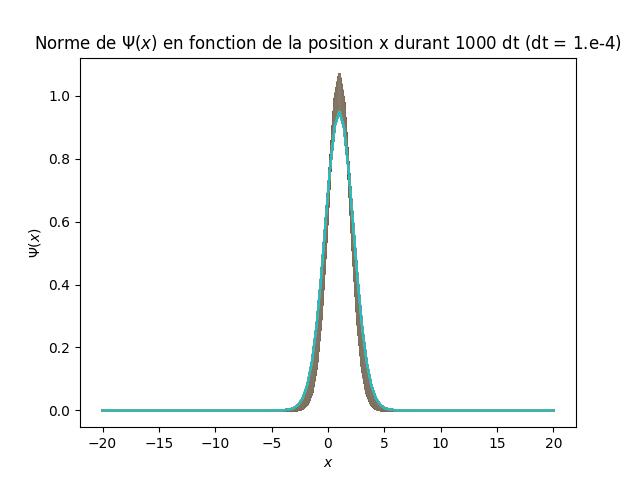 Norme de Ψ(x) en fonction de la position x durant 1000 dt (dt = 1.e-4)
1.0
0.8
0.6
0.4
0.2
0.0
Ψ(x)
−20 −15 −10 −5 0 5 10 15 20
x